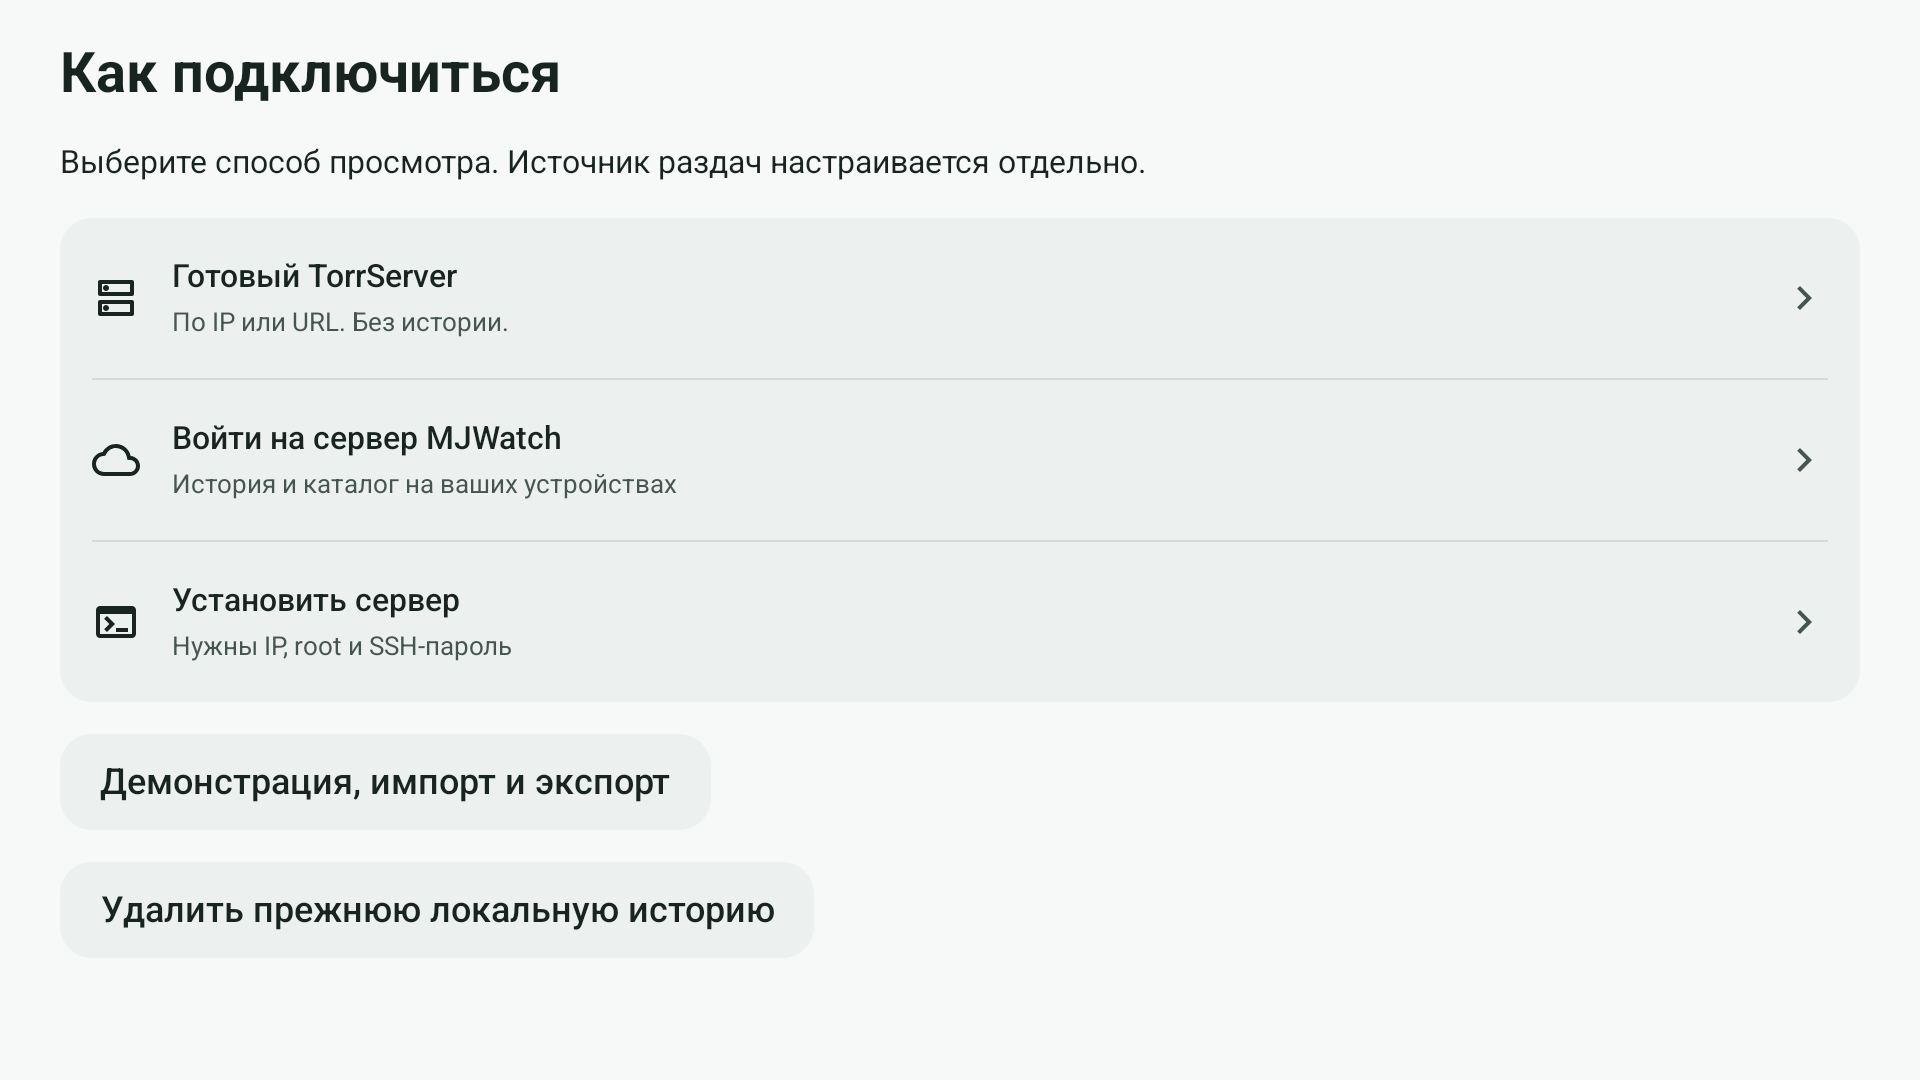 Как подключиться
Выберите способ просмотра. Источник раздач настраивается отдельно.
Готовый TorrServer
По IP или URL. Без истории.
Войти на сервер MJWatch
История и каталог на ваших устройствах
Установить сервер
Нужны IP, root и SSH-пароль
Демонстрация, импорт и экспорт
Удалить прежнюю локальную историю